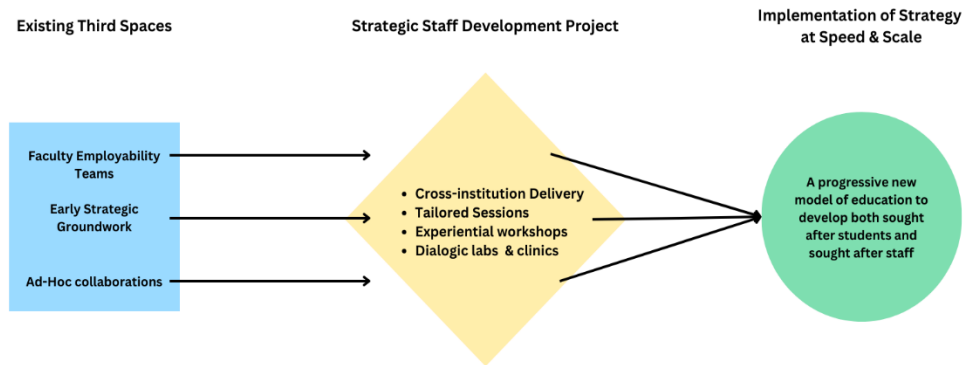 Existing Third Spaces
Strategic Staff Development Project
Implementation of Strategy
at Speed & Scale
Faculty Employability
Teams
Early Strategic
Groundwork
Ad-Hoc collaborations
• Cross-institution Delivery
• Tailored Sessions
• Experiential workshops
• Dialogic labs & clinics
A progressive new
model of education to
develop both sought
after students and
sought after staff